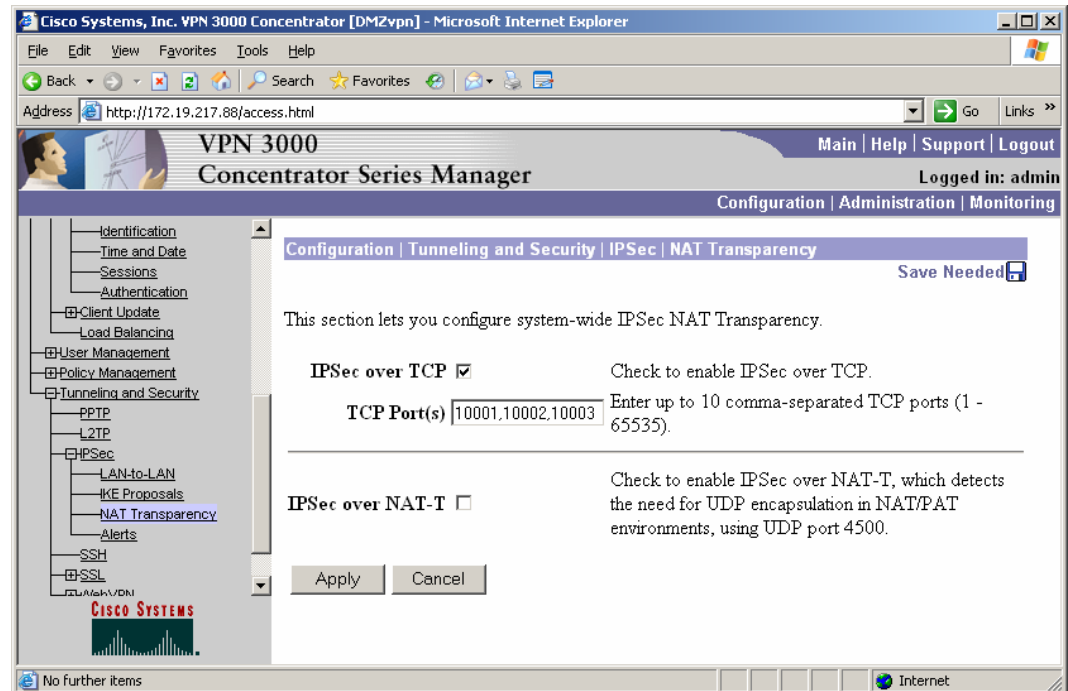 Cisco Systems, Inc. VPN 3000 Concentrator [DMZvpn] - Microsoft Internet Explorer
File Edit View Favorites Tools Help
Back Search Favorites
Address http://172.19.217.88/access.html Go Links »
VPN 3000
Concentrator Series Manager
Main | Help | Support | Logout
Logged in: admin
Configuration | Administration | Monitoring
Identification
Time and Date
Sessions
Authentication
Client Update
Load Balancing
User Management
Policy Management
Tunneling and Security
PPTP
L2TP
IPSec
LAN-to-LAN
IKE Proposals
NAT Transparency
Alerts
SSH
SSL
WebVPN
CISCO SYSTEMS
Configuration | Tunneling and Security | IPSec | NAT Transparency
Save Needed
This section lets you configure system-wide IPSec NAT Transparency.
IPSec over TCP Check to enable IPSec over TCP.
TCP Port(s) 10001,10002,10003 Enter up to 10 comma-separated TCP ports (1 -
65535).
IPSec over NAT-T Check to enable IPSec over NAT-T, which detects
the need for UDP encapsulation in NAT/PAT
environments, using UDP port 4500.
Apply Cancel
No further items Internet